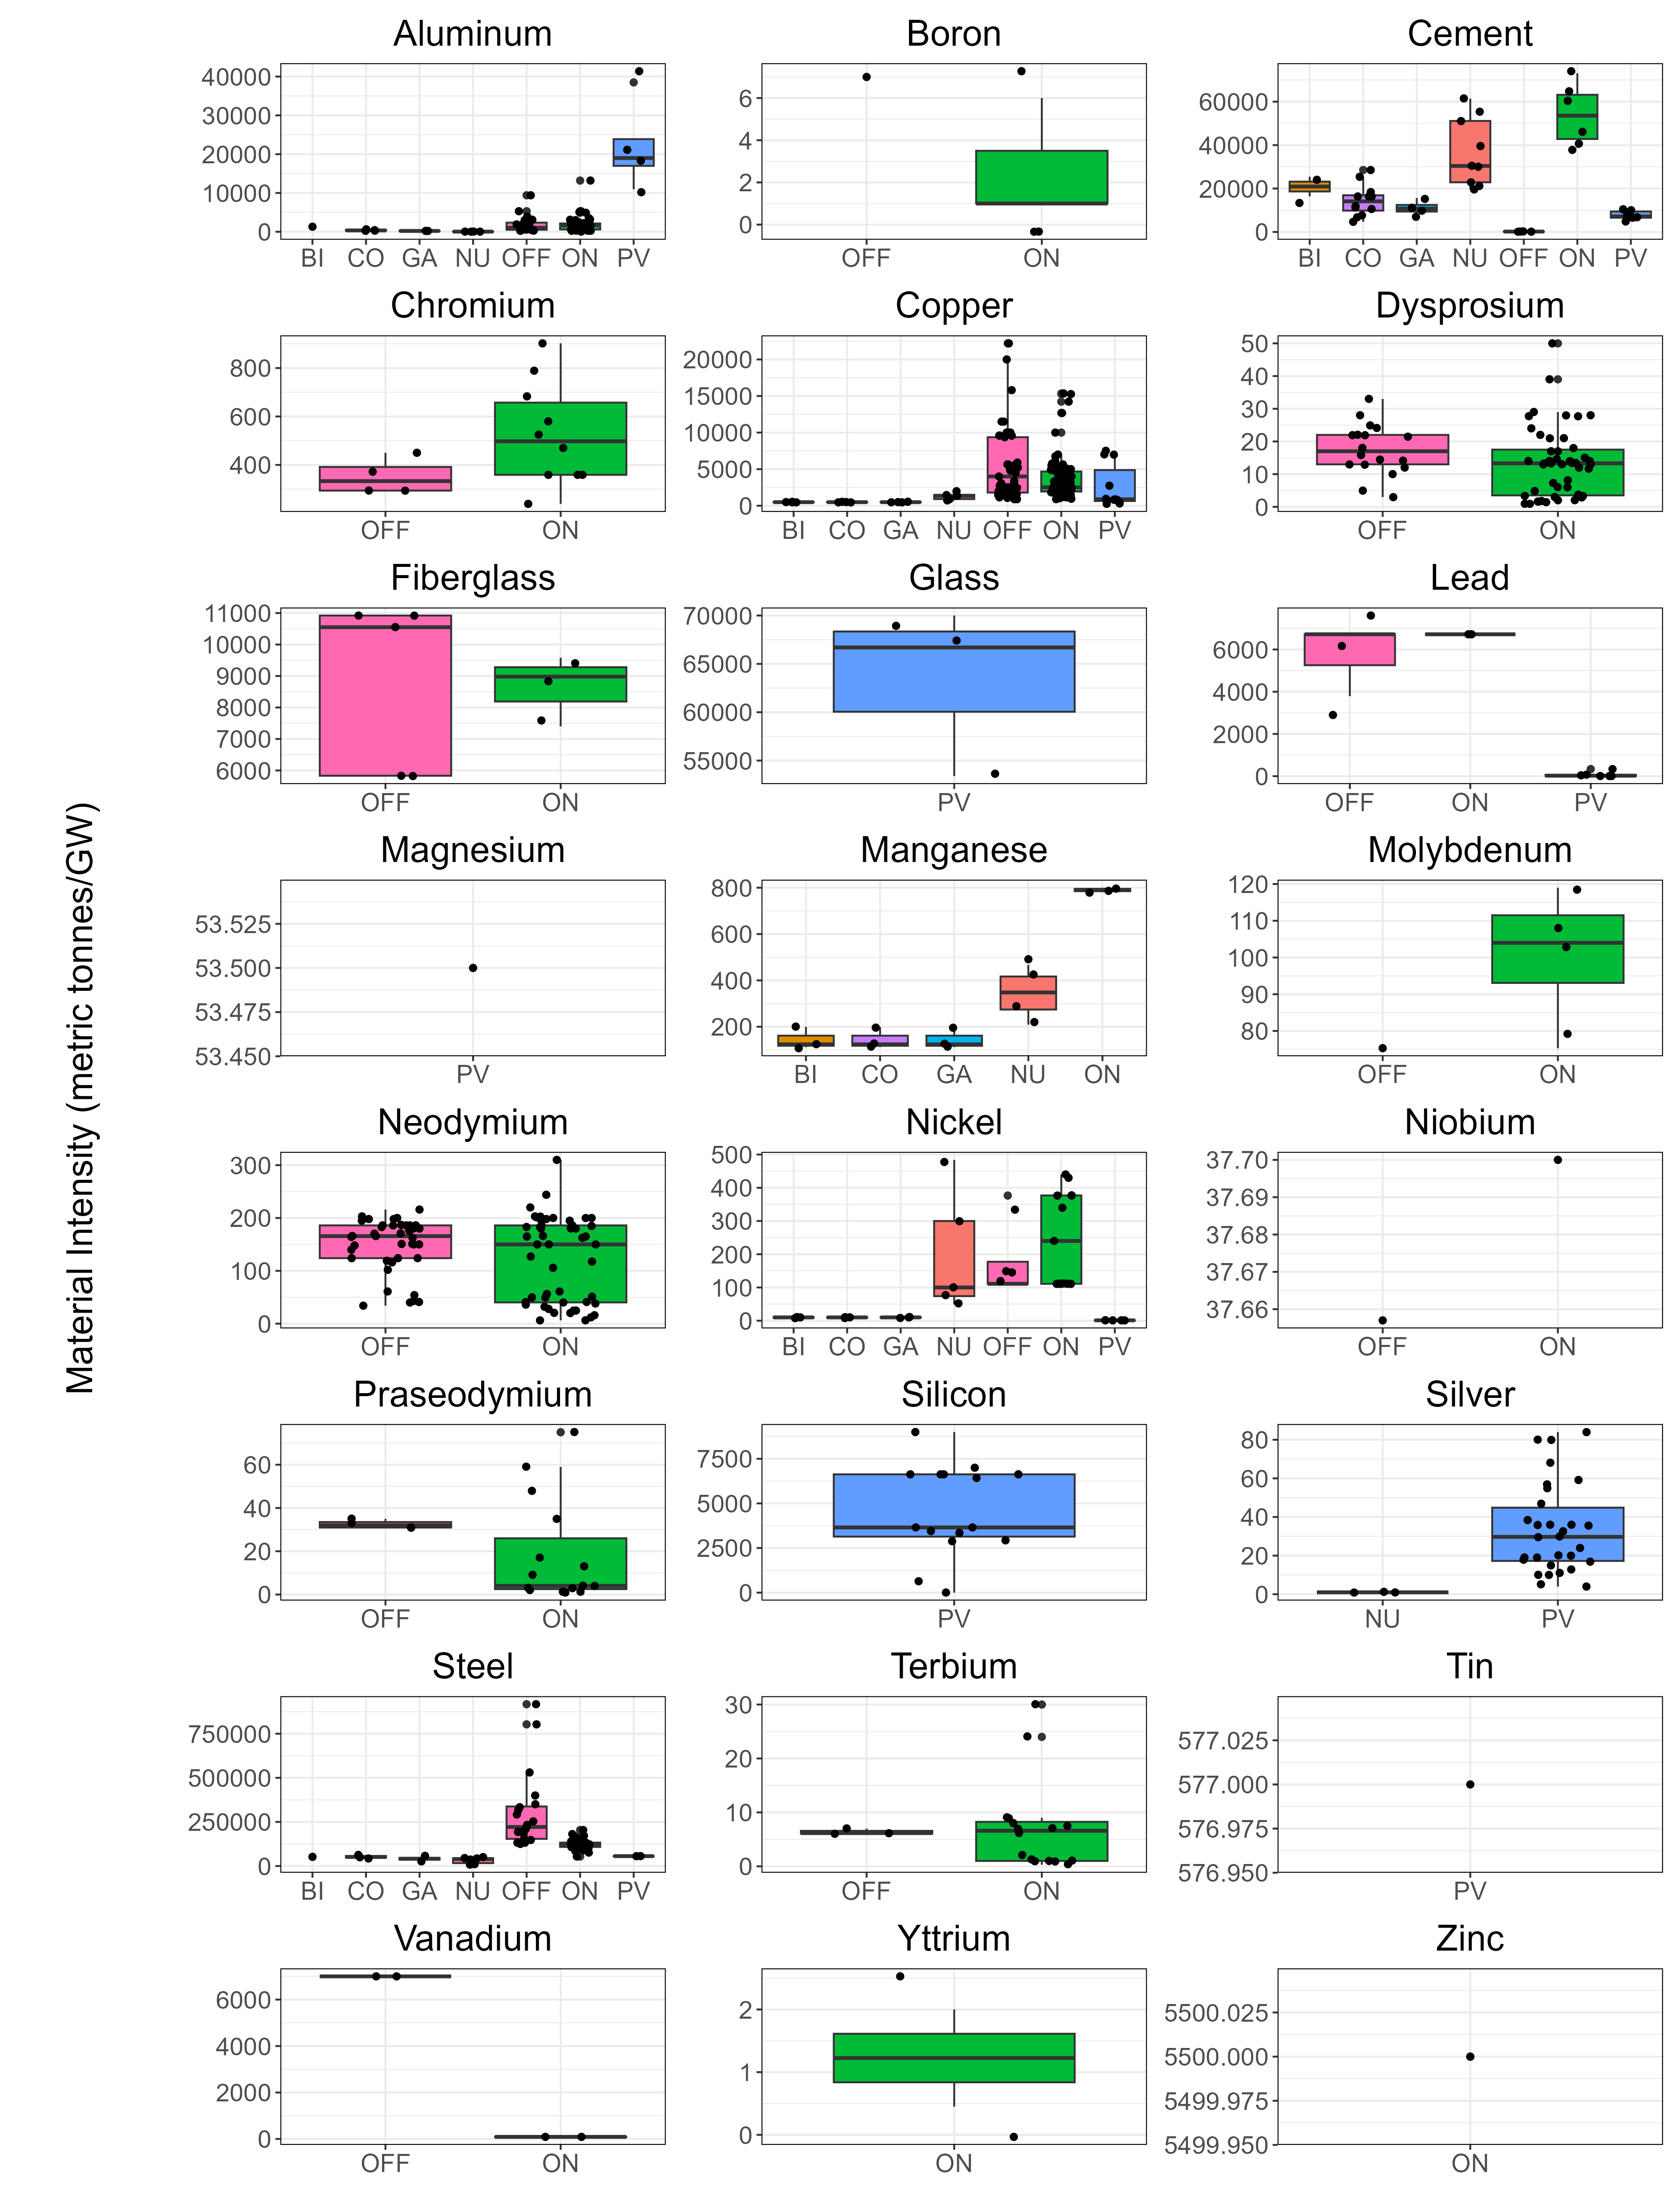 Material Intensity (metric tonnes/GW)
Aluminum
40000
30000
20000
10000
0
BI CO GA NU OFF ON PV
Boron
6
4
2
0
OFF ON
Cement
60000
40000
20000
0
BI CO GA NU OFF ON PV
Chromium
800
600
400
OFF ON
Copper
20000
15000
10000
5000
0
BI CO GA NU OFF ON PV
Dysprosium
50
40
30
20
10
0
OFF ON
Fiberglass
11000
10000
9000
8000
7000
6000
OFF ON
Glass
70000
65000
60000
55000
PV
Lead
6000
4000
2000
0
OFF ON PV
Magnesium
53.525
53.500
53.475
53.450
PV
Manganese
800
600
400
200
BI CO GA NU ON
Molybdenum
120
110
100
90
80
OFF ON
Neodymium
300
200
100
0
OFF ON
Nickel
500
400
300
200
100
0
BI CO GA NU OFF ON PV
Niobium
37.70
37.69
37.68
37.67
37.66
OFF ON
Praseodymium
60
40
20
0
OFF ON
Silicon
7500
5000
2500
0
PV
Silver
80
60
40
20
0
NU PV
Steel
750000
500000
250000
0
BI CO GA NU OFF ON PV
Terbium
30
20
10
0
OFF ON
Tin
577.025
577.000
576.975
576.950
PV
Vanadium
6000
4000
2000
0
OFF ON
Yttrium
2
1
0
ON
Zinc
5500.025
5500.000
5499.975
5499.950
ON